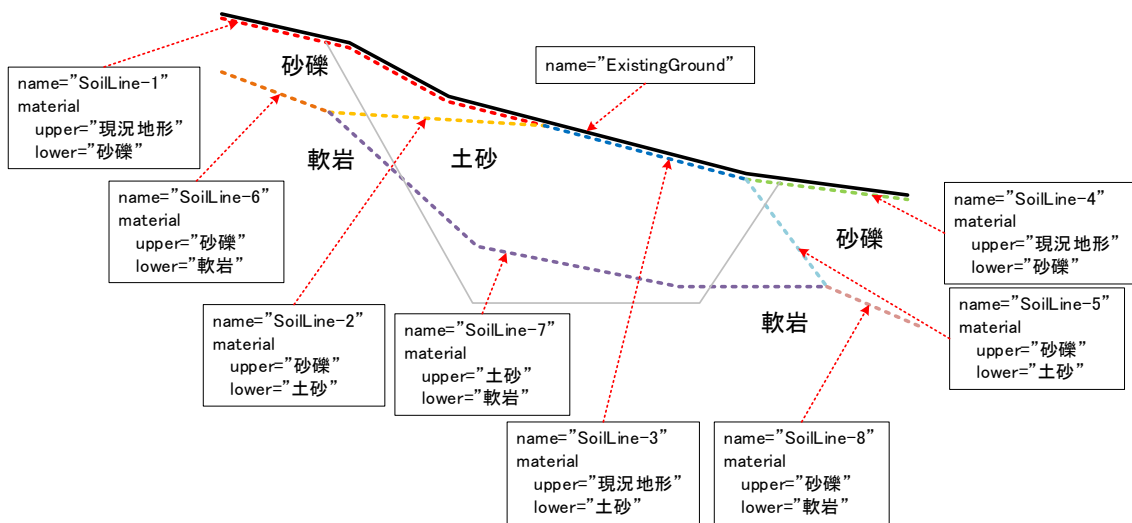 砂礫
name="ExistingGround"
name="SoilLine-1"
material
upper="現況地形"
lower="砂礫"
軟岩
土砂
name="SoilLine-6"
material
upper="砂礫"
lower="軟岩"
name="SoilLine-4"
material
upper="現況地形"
lower="砂礫"
砂礫
name="SoilLine-2"
material
upper="砂礫"
lower="土砂"
name="SoilLine-7"
material
upper="土砂"
lower="軟岩"
軟岩
name="SoilLine-5"
material
upper="砂礫"
lower="土砂"
name="SoilLine-3"
material
upper="現況地形"
lower="土砂"
name="SoilLine-8"
material
upper="砂礫"
lower="軟岩"